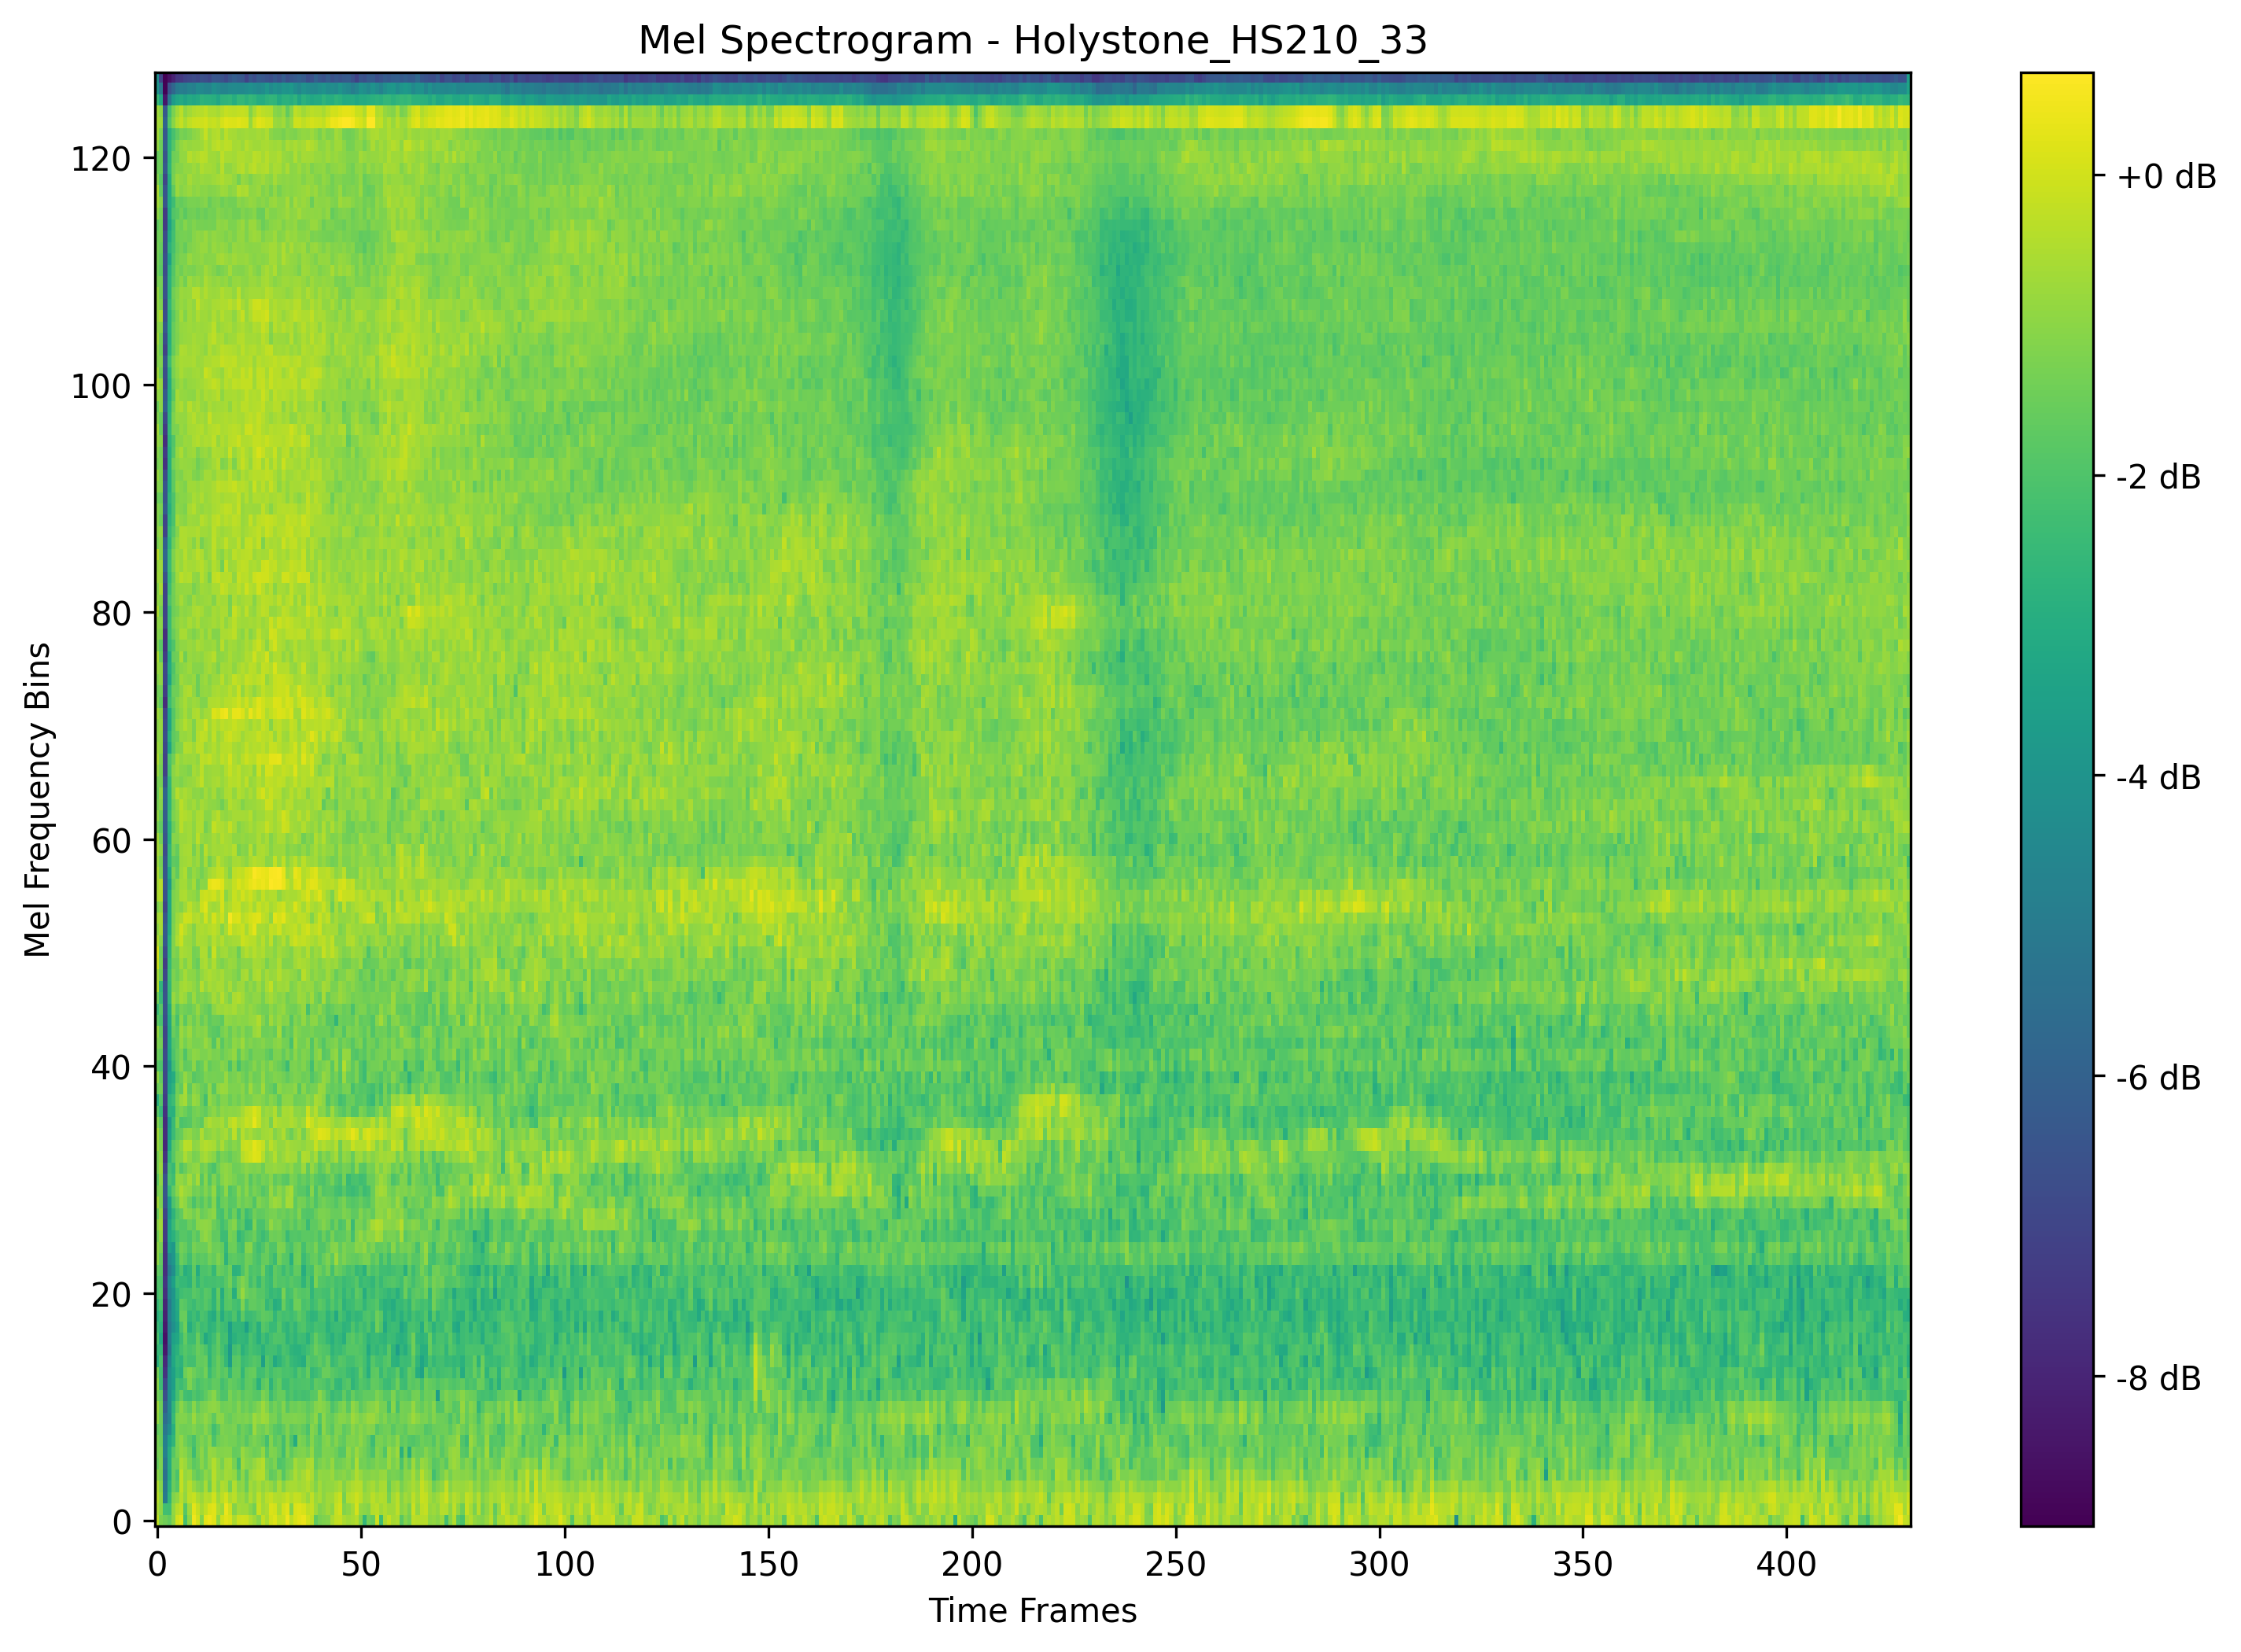 Mel Spectrogram - Holystone_HS210_33
Mel Frequency Bins
120
100
80
60
40
20
0
0 50 100 150 200 250 300 350 400
Time Frames
+0 dB
-2 dB
-4 dB
-6 dB
-8 dB